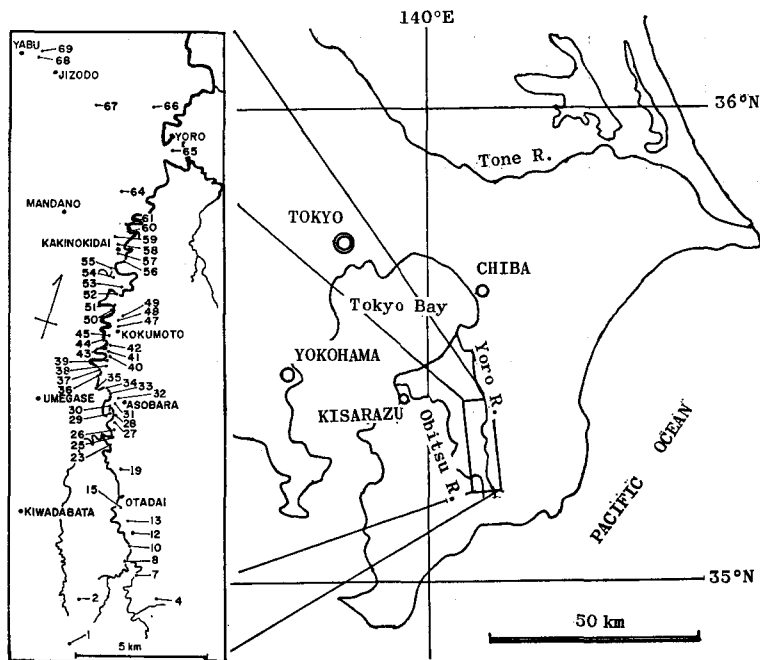 YABU
69
68
JIZODO
67
66
YORO
65
64
MANDANO
61
60
KAKINOKIDAI
59
58
57
56
55
54
53
52
51
50
49
48
47
45
KOKUMOTO
44
43
42
41
40
39
38
37
36
35
34
33
32
UMEGASE
ASOBARA
30
29
31
28
27
26
25
23
19
15
OTADAI
KIWADABATA
13
12
10
8
7
2
4
1
5 km
140°E
36°N
Tone R.
TOKYO
CHIBA
Tokyo Bay
YOKOHAMA
Yoro R.
KISARAZU
Obitsu R.
PACIFIC OCEAN
35°N
50 km